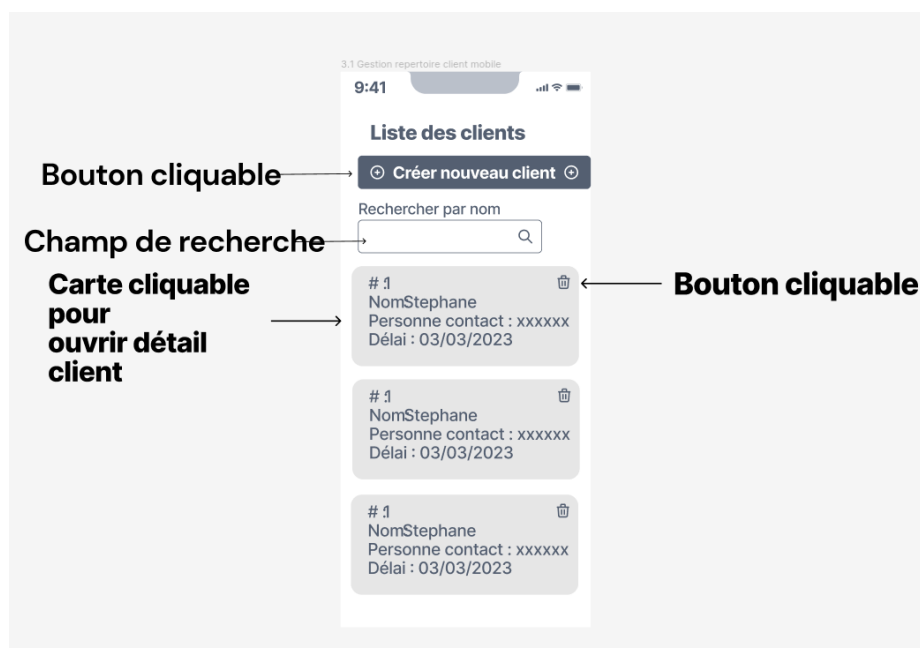 3.1 Gestion repertoire client mobile
9:41
Liste des clients
Bouton cliquable
Créer nouveau client
Rechercher par nom
Champ de recherche
Carte cliquable
pour
ouvrir détail
client
# :1
NomStephane
Personne contact : xxxxxx
Délai : 03/03/2023
Bouton cliquable
# :1
NomStephane
Personne contact : xxxxxx
Délai : 03/03/2023
# :1
NomStephane
Personne contact : xxxxxx
Délai : 03/03/2023